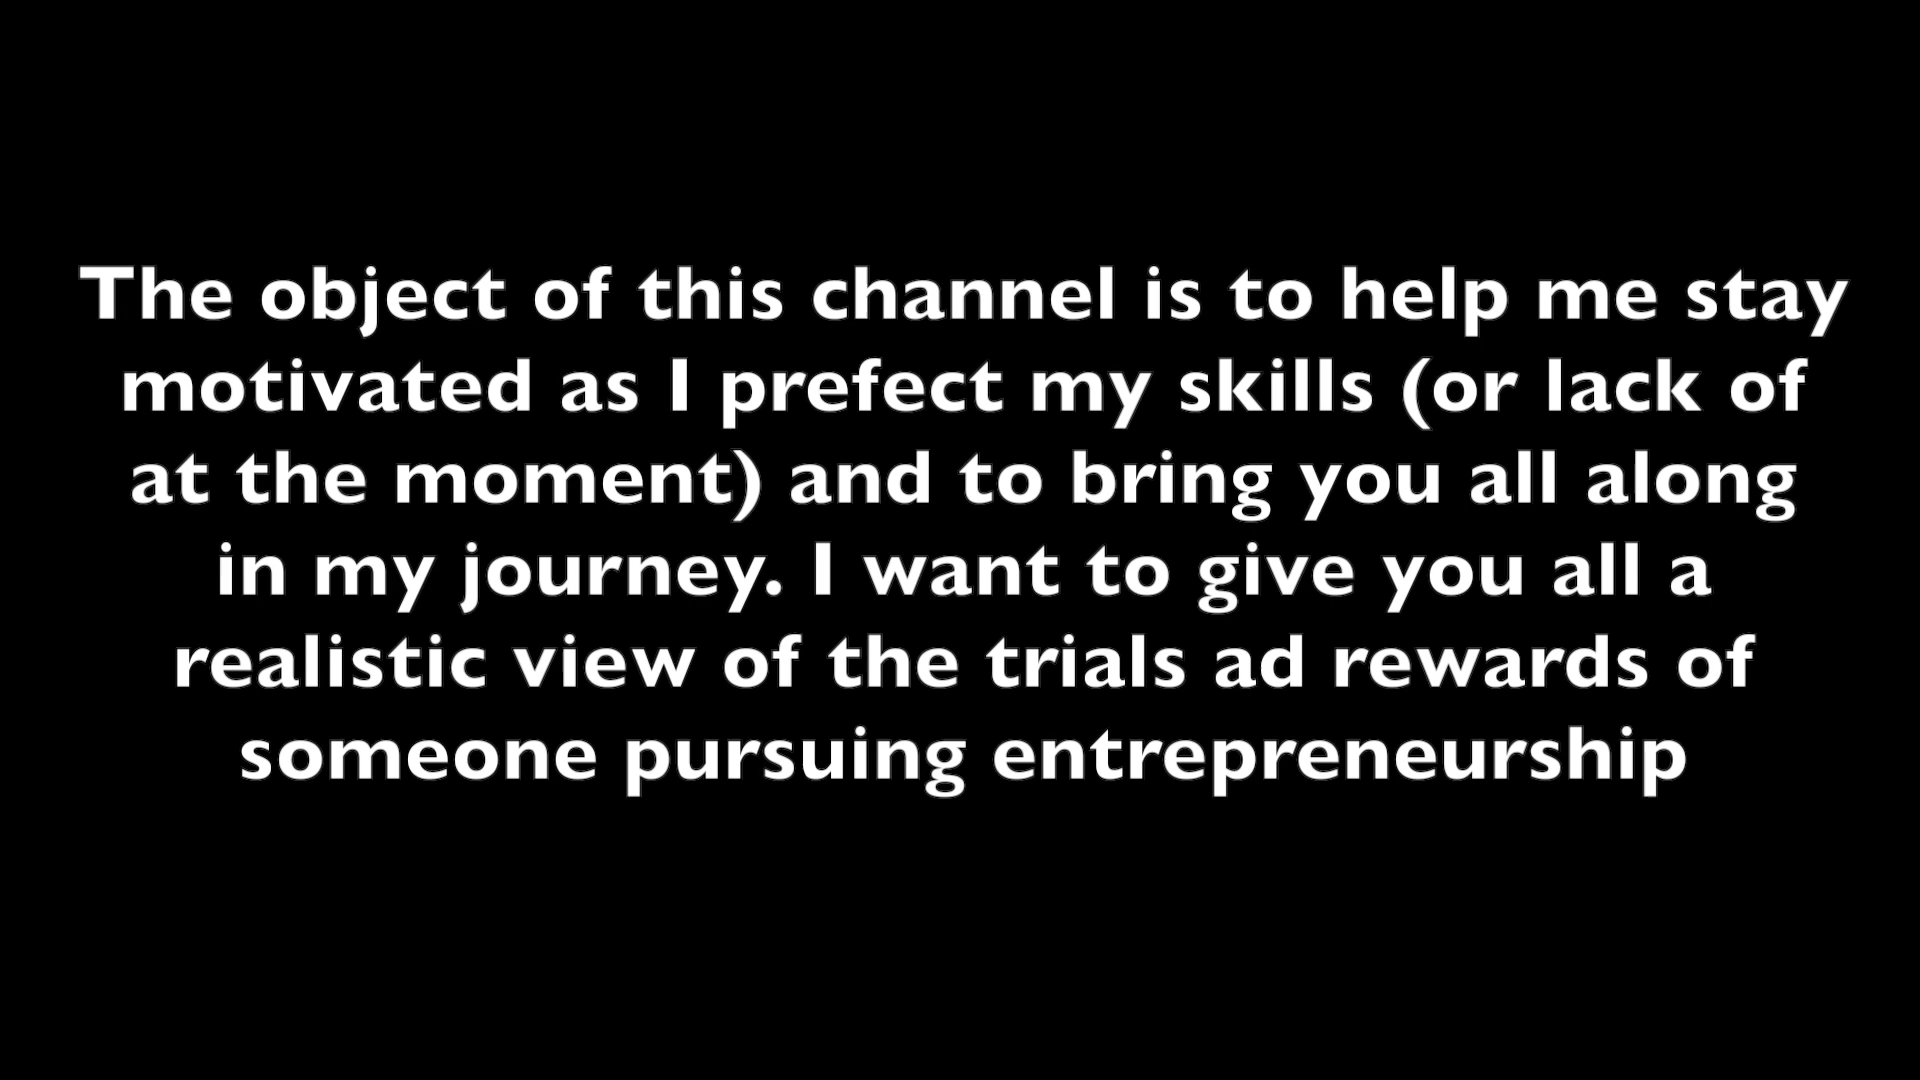 The object of this channel is to help me stay
motivated as I prefect my skills (or lack of
at the moment) and to bring you all along
in my journey. I want to give you all a
realistic view of the trials ad rewards of
someone pursuing entrepreneurship